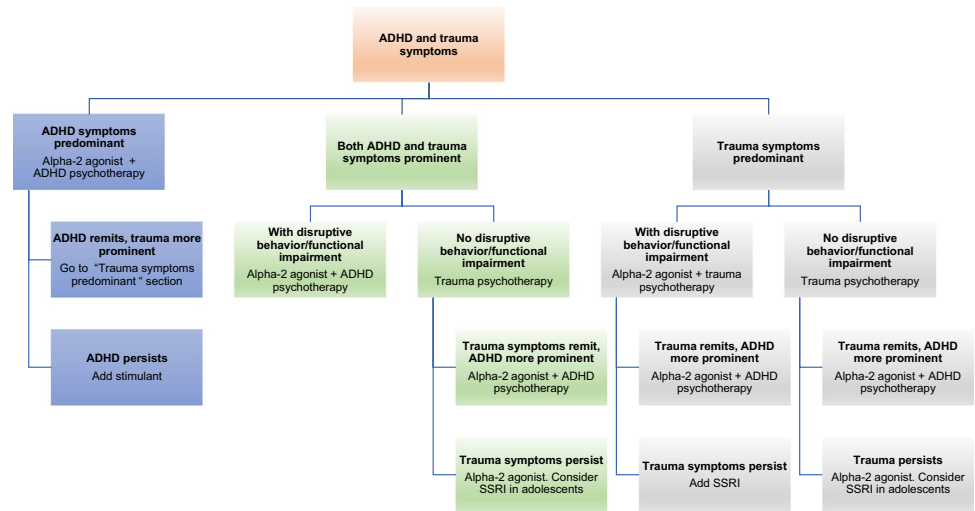 ADHD and trauma
symptoms
ADHD symptoms
predominant
Alpha-2 agonist +
ADHD psychotherapy
ADHD remits, trauma more
prominent
Go to “Trauma symptoms
predominant “ section
ADHD persists
Add stimulant
Both ADHD and trauma
symptoms prominent
With disruptive
behavior/functional
impairment
Alpha-2 agonist + ADHD
psychotherapy
No disruptive
behavior/functional
impairment
Trauma psychotherapy
Trauma symptoms remit,
ADHD more prominent
Alpha-2 agonist + ADHD
psychotherapy
Trauma symptoms persist
Alpha-2 agonist. Consider
SSRI in adolescents
Trauma symptoms
predominant
With disruptive
behavior/functional
impairment
Alpha-2 agonist + trauma
psychotherapy
Trauma remits, ADHD
more prominent
Alpha-2 agonist + ADHD
psychotherapy
Trauma symptoms persist
Add SSRI
No disruptive
behavior/functional
impairment
Trauma psychotherapy
Trauma remits, ADHD
more prominent
Alpha-2 agonist + ADHD
psychotherapy
Trauma persists
Alpha-2 agonist. Consider
SSRI in adolescents